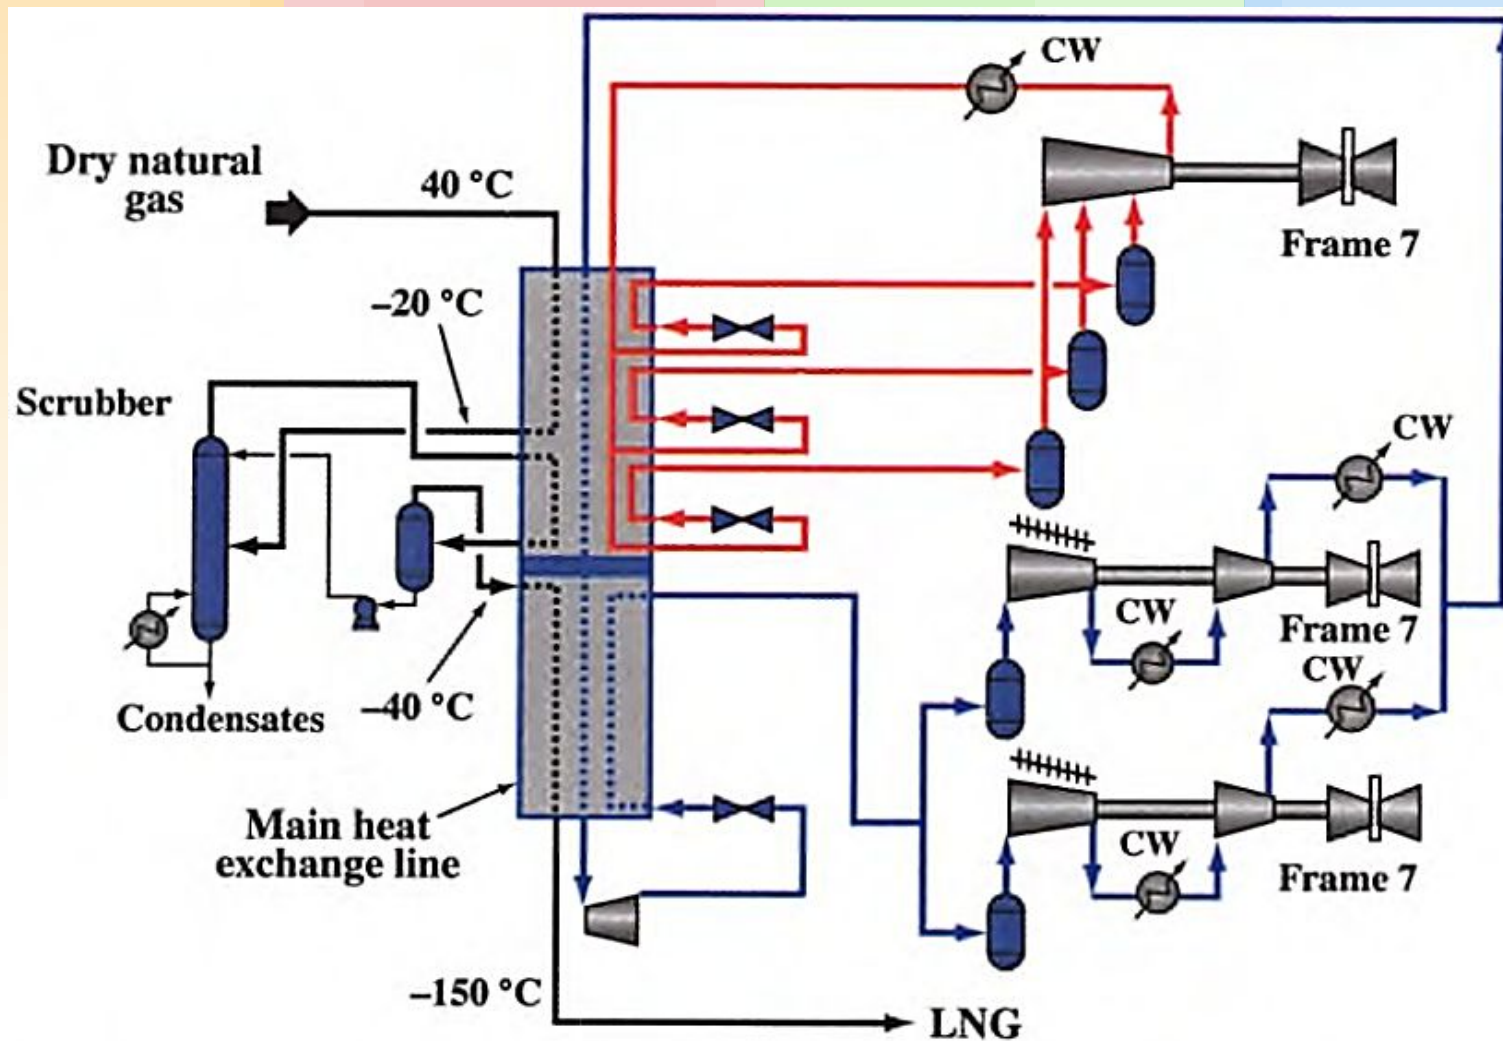 CW
Dry natural
gas
40 °C
Frame 7
–20 °C
Scrubber
CW
CW
Frame 7
CW
Condensates
–40 °C
Main heat
exchange line
CW
Frame 7
–150 °C
LNG